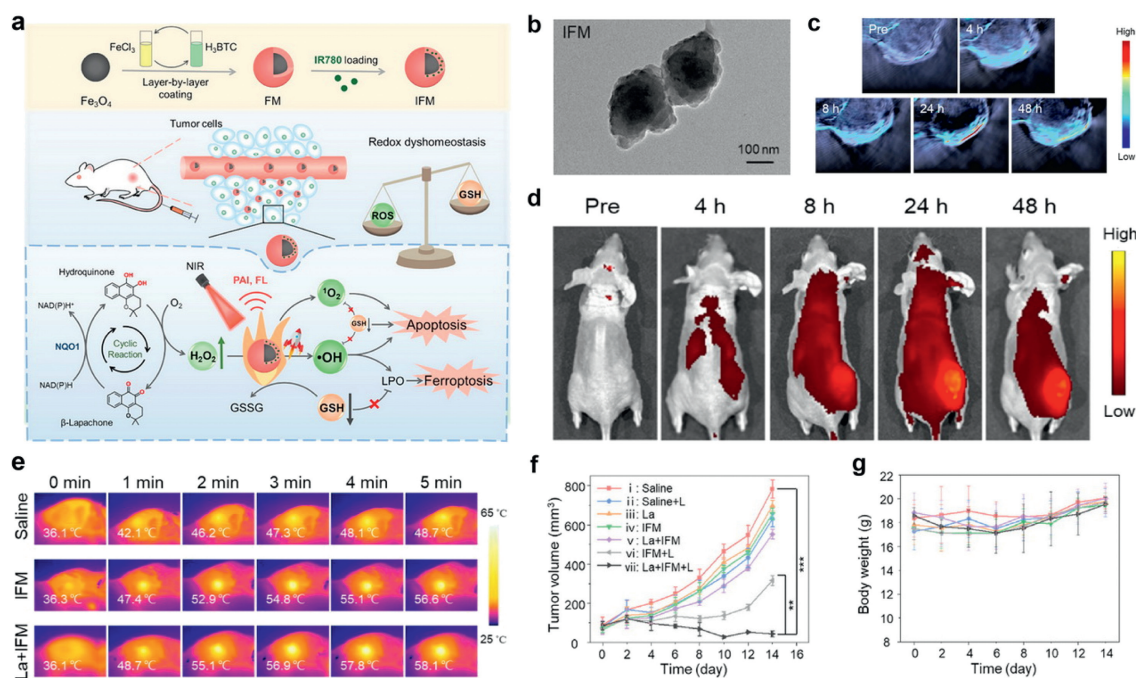 a
FeCl3
H3BTC
Layer-by-layer
coating
IR780 loading
Fe3O4
FM
IFM
Tumor cells
Redox dyshomeostasis
ROS
GSH
Hydroquinone
OH
OH
NIR
PAI, FL
1O2
NAD(P)H+
O2
GSH
Apoptosis
NQO1
Cyclic
Reaction
H2O2
•OH
NAD(P)H
LPO
Ferroptosis
GSSG
GSH
β-Lapachone
b
IFM
100 nm
c
Pre
4 h
8 h
24 h
48 h
High
Low
d
Pre
4 h
8 h
24 h
48 h
High
Low
e
0 min
1 min
2 min
3 min
4 min
5 min
Saline
36.1℃
42.1℃
46.2℃
47.3℃
48.1℃
48.7℃
IFM
36.3℃
47.4℃
52.9℃
54.8℃
55.1℃
56.6℃
La+IFM
36.1℃
48.7℃
55.1℃
56.9℃
57.8℃
58.1℃
65 ℃
25 ℃
f
Tumor volume (mm3)
800
600
400
200
0
i : Saline
ii : Saline+L
iii: La
iv: IFM
v: La+IFM
vi: IFM+L
vii: La+IFM+L
***
**
0 2 4 6 8 10 12 14 16
Time (day)
g
Body weight (g)
25
20
15
10
5
0
0 2 4 6 8 10 12 14
Time (day)